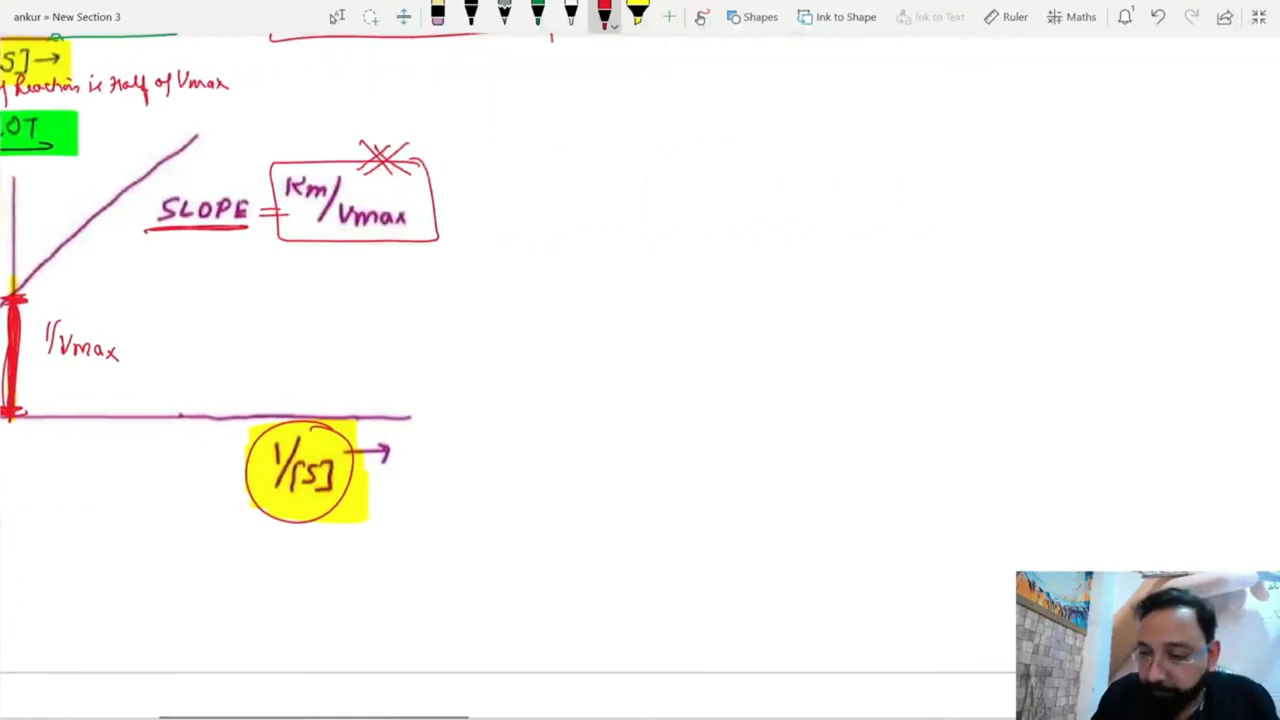 ankur » New Section 3
Shapes
Ink to Shape
Ink to Text
Ruler
Maths
S] →
Reaction is Half of Vmax
LOT
SLOPE = Km/Vmax
1/Vmax
1/[S] →